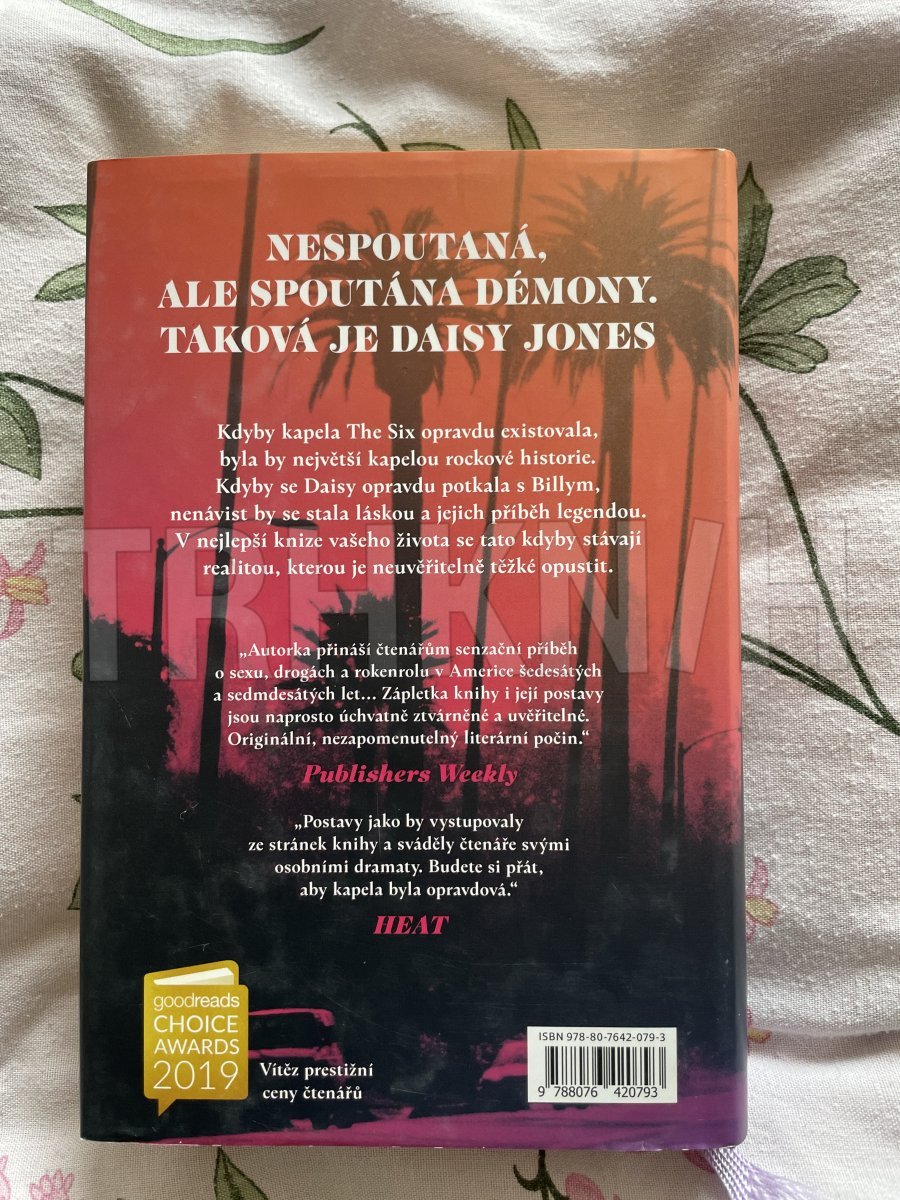 NESPOUTANÁ,
ALE SPOUTÁNA DÉMONY.
TAKOVÁ JE DAISY JONES
Kdyby kapela The Six opravdu existovala,
byla by největší kapelou rockové historie.
Kdyby se Daisy opravdu potkala s Billym,
nenávist by se stala láskou a jejich příběh legendou.
V nejlepší knize vašeho života se tato kdyby stávají
realitou, kterou je neuvěřitelně těžké opustit.
TRHKNIH
„Autorka přináší čtenářům senzační příběh
o sexu, drogách a rokenrolu v Americe šedesátých
a sedmdesátých let... Zápletka knihy i její postavy
jsou naprosto úchvatně ztvárněné a uvěřitelné.
Originální, nezapomenutelný literární počin.“
Publishers Weekly
„Postavy jako by vystupovaly
ze stránek knihy a sváděly čtenáře svými
osobními dramaty. Budete si přát,
aby kapela byla opravdová.“
HEAT
goodreads
CHOICE
AWARDS
2019
Vítěz prestižní
ceny čtenářů
ISBN 978-80-7642-079-3
9 788076 420793